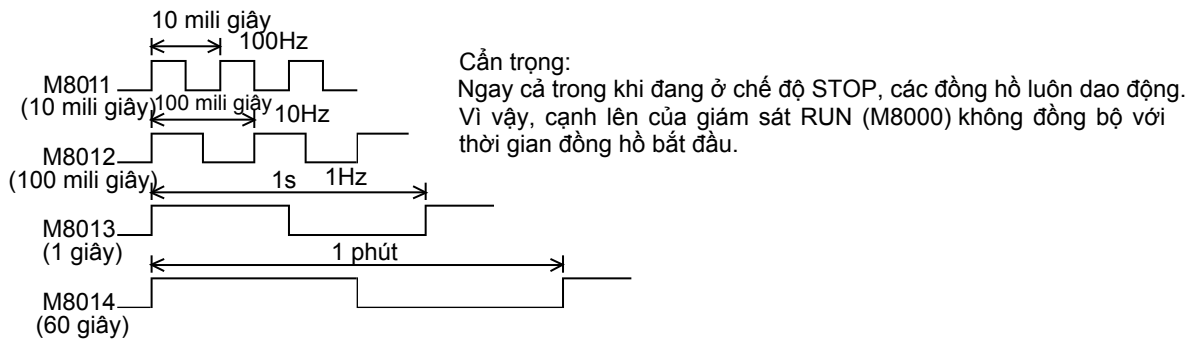 10 mili giây
100Hz
M8011
(10 mili giây)
100 mili giây
10Hz
M8012
(100 mili giây)
1s
1Hz
M8013
(1 giây)
1 phút
M8014
(60 giây)
Cẩn trọng:
Ngay cả trong khi đang ở chế độ STOP, các đồng hồ luôn dao động.
Vì vậy, cạnh lên của giám sát RUN (M8000) không đồng bộ với
thời gian đồng hồ bắt đầu.